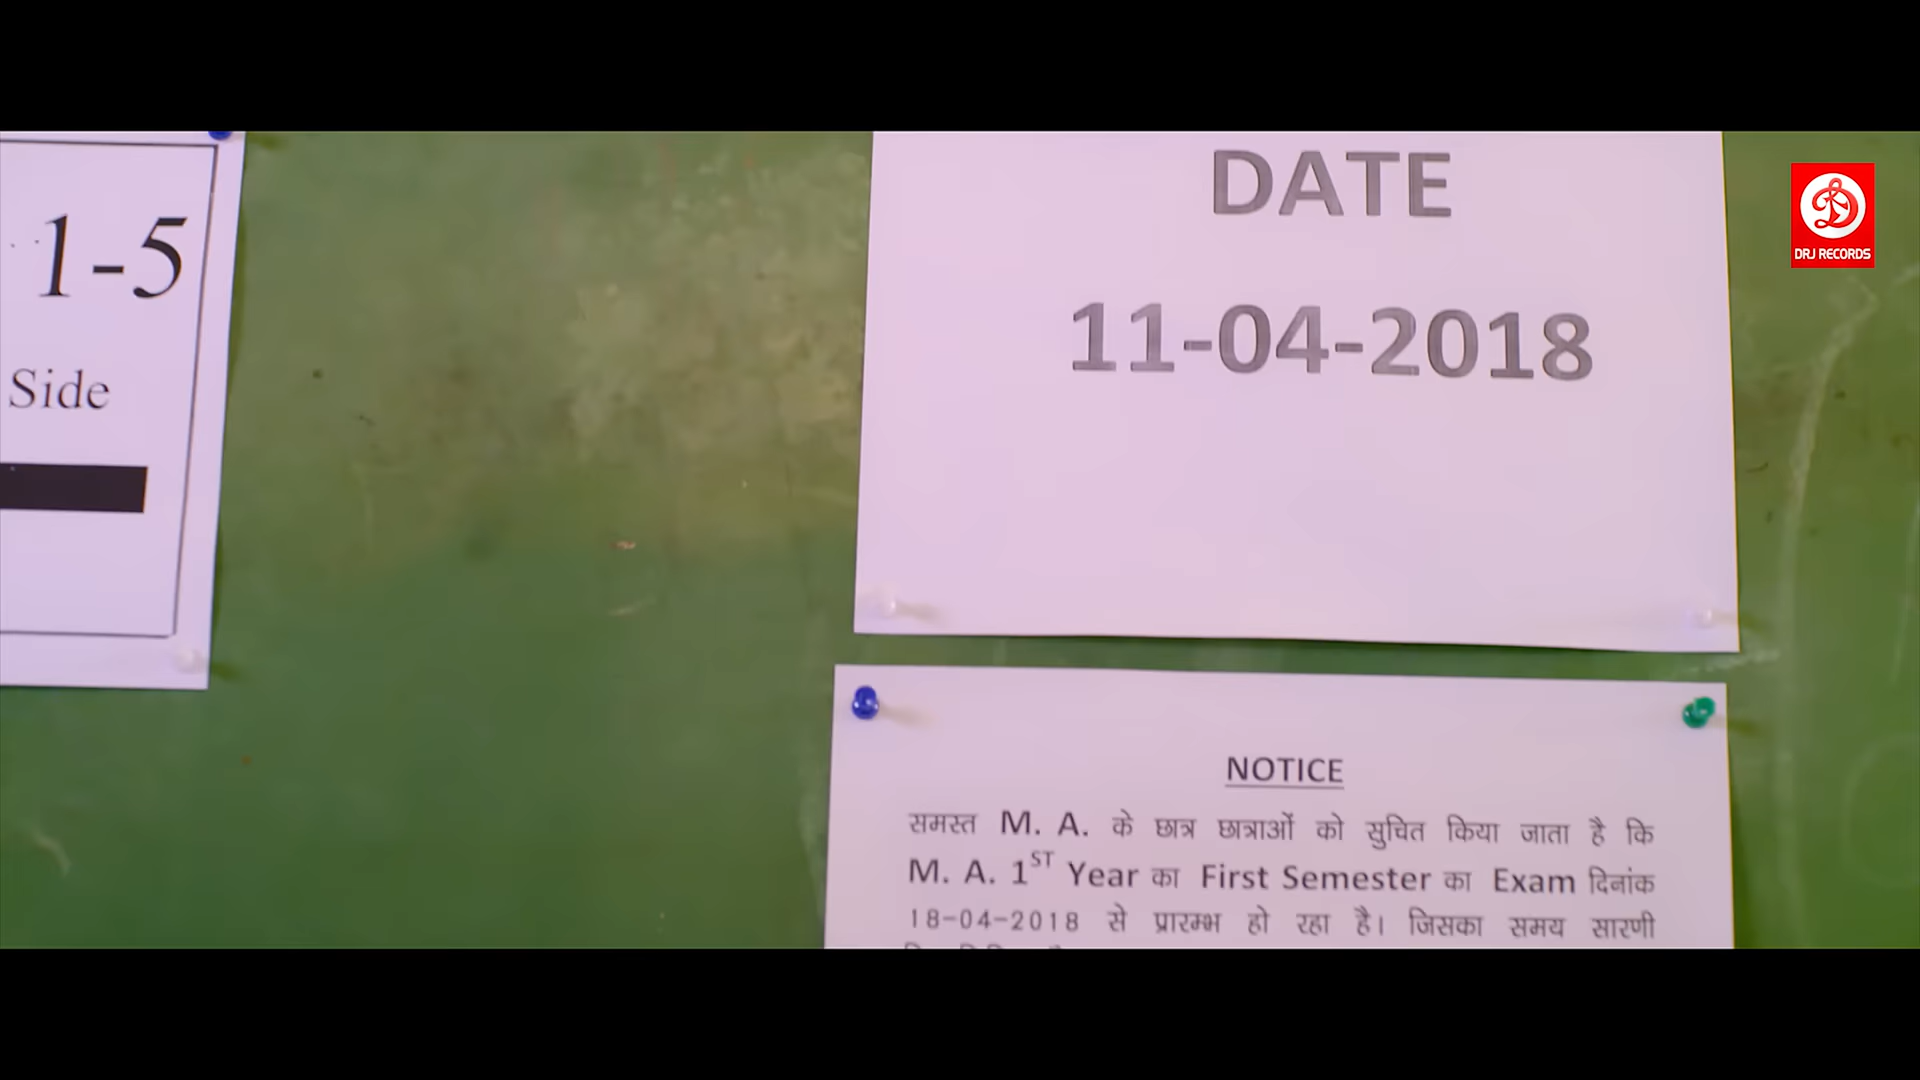 1-5
Side
DATE
11-04-2018
DRJ RECORDS
NOTICE
समस्त M. A. के छात्र छात्राओं को सुचित किया जाता है कि
M. A. 1ST Year का First Semester का Exam दिनांक
18-04-2018 से प्रारम्भ हो रहा है। जिसका समय सारणी